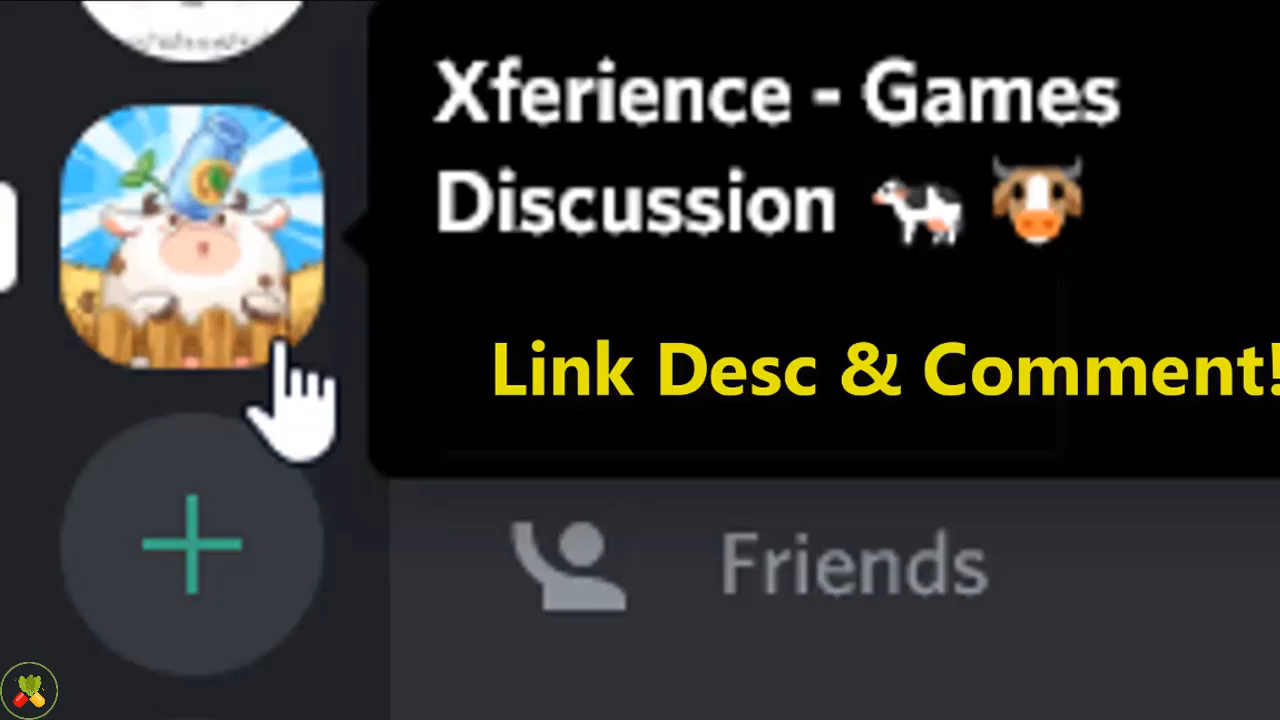 Xferience - Games
Discussion 🐄 🐮
Link Desc & Comment!
Friends